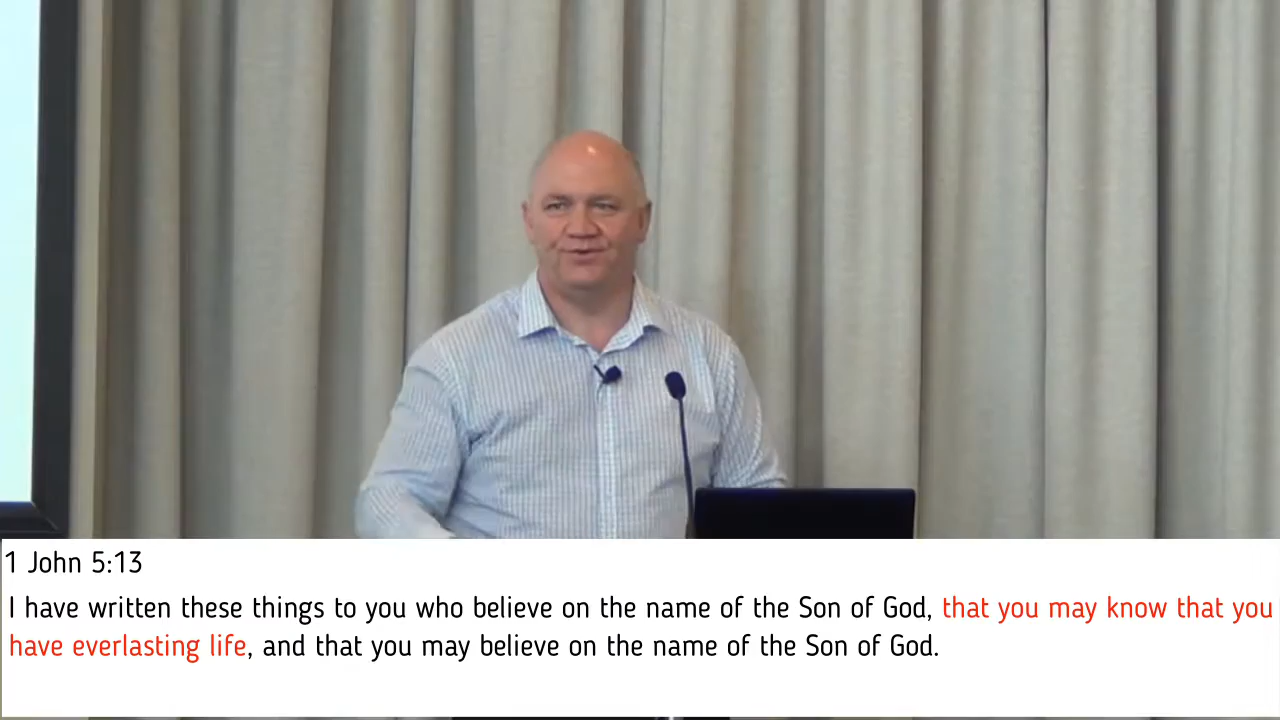 1 John 5:13
I have written these things to you who believe on the name of the Son of God, that you may know that you
have everlasting life, and that you may believe on the name of the Son of God.